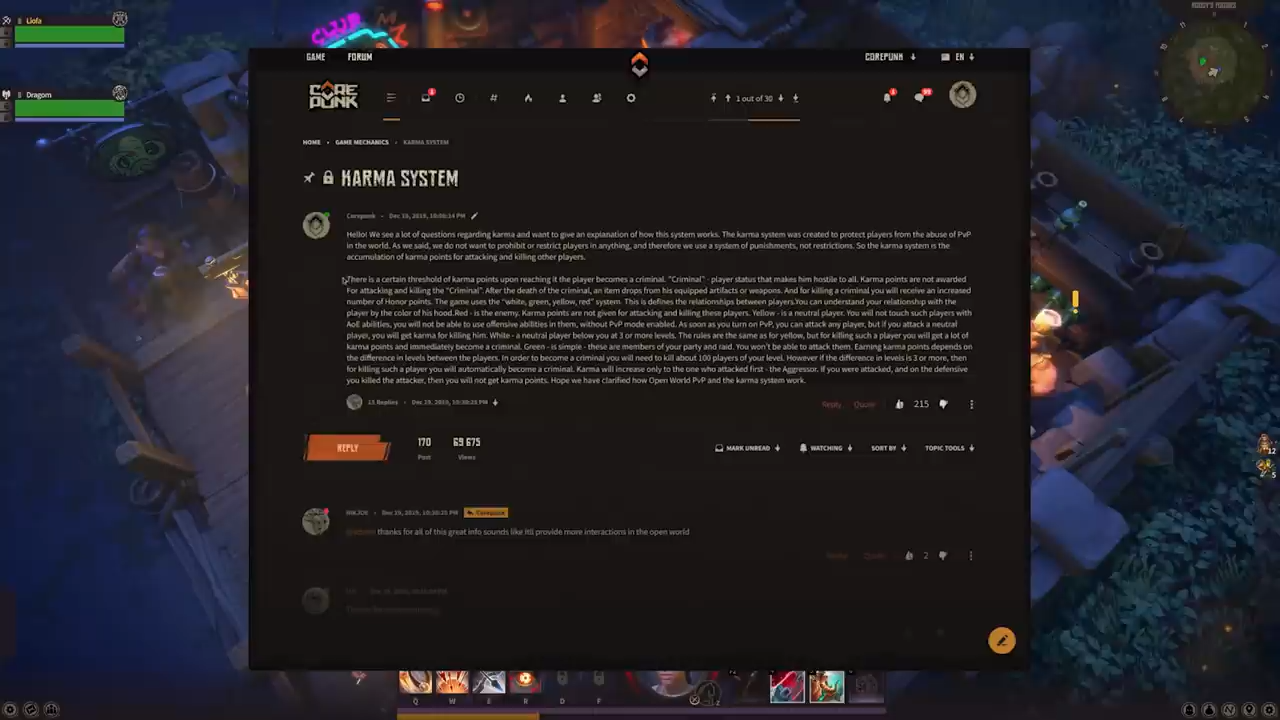 Liofa
Dragom
CLUB
GAME
FORUM
COREPUNK
EN
CORE
PUNK
1 out of 30
99
HOME
GAME MECHANICS
KARMA SYSTEM
KARMA SYSTEM
Corepunk
Hello! We see a lot of questions regarding karma and want to give an explanation of how this system works. The karma system was created to protect players from the abuse of PvP
in the world. As we said, we do not want to prohibit or restrict players in anything, and therefore we use a system of punishments, not restrictions. So the karma system is the
accumulation of karma points for attacking and killing other players.
There is a certain threshold of karma points upon reaching it the player becomes a criminal. "Criminal" - player status that makes him hostile to all. Karma points are not awarded
For attacking and killing the "Criminal". After the death of the criminal, an item drops from his equipped artifacts or weapons. And for killing a criminal you will receive an increased
number of Honor points. The game uses the "white, green, yellow, red" system. This is defines the relationships between players.You can understand your relationship with the
player by the color of his hood.Red - is the enemy. Karma points are not given for attacking and killing these players. Yellow - is a neutral player. You will not touch such players with
AoE abilities, you will not be able to use offensive abilities in them, without PvP mode enabled. As soon as you turn on PvP, you can attack any player, but if you attack a neutral
player, you will get karma for killing him. White - a neutral player below you at 3 or more levels. The rules are the same as for yellow, but for killing such a player you will get a lot of
karma points and immediately become a criminal. Green - is simple - these are members of your party and raid. You won't be able to attack them. Earning karma points depends on
the difference in levels between the players. In order to become a criminal you will need to kill about 100 players of your level. However if the difference in levels is 3 or more, then
for killing such a player you will automatically become a criminal. Karma will increase only to the one who attacked first - the Aggressor. If you were attacked, and on the defensive
you killed the attacker, then you will not get karma points. Hope we have clarified how Open World PvP and the karma system work.
Replies
Reply
Quote
215
REPLY
170
Post
69 675
Views
MARK UNREAD
WATCHING
SORT BY
TOPIC TOOLS
Corepunk
thanks for all of this great info sounds like itll provide more interactions in the open world
2
12
5
Q
W
E
R
D
F